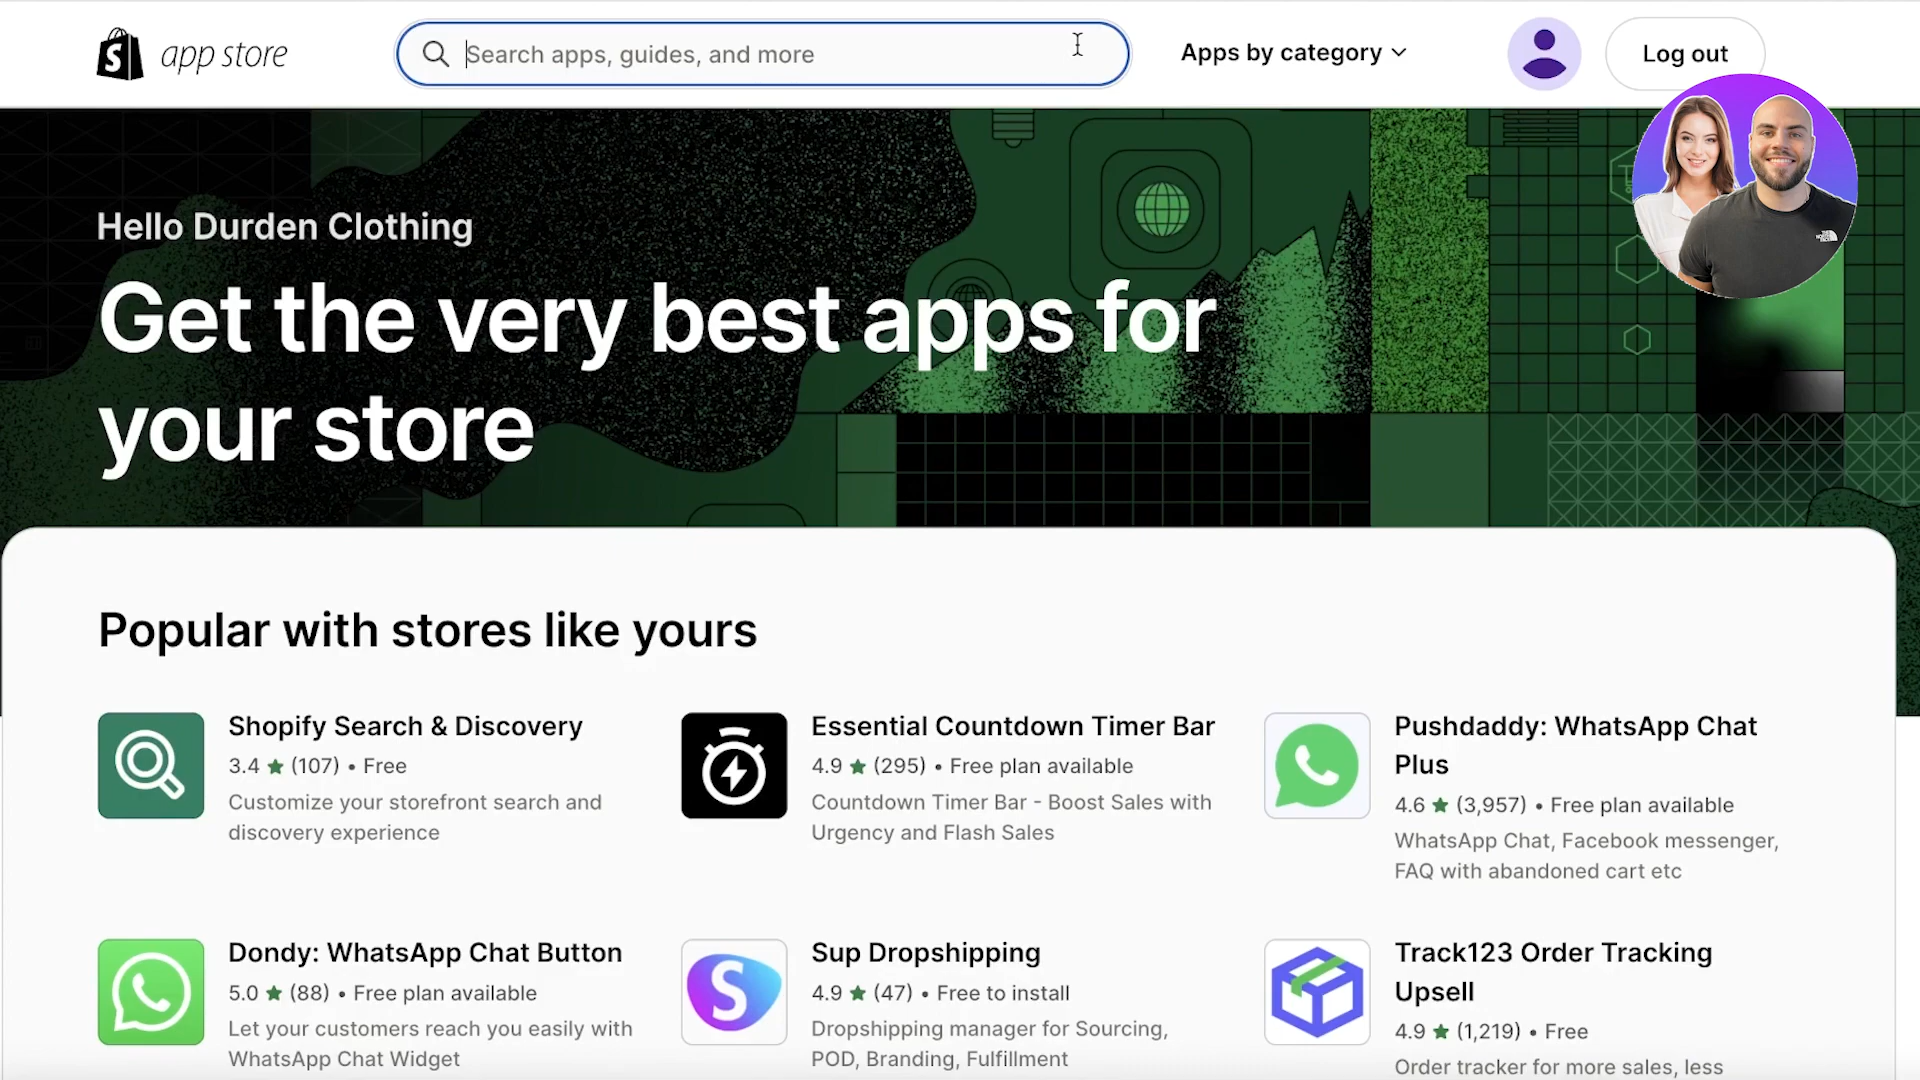 app store
Search apps, guides, and more
Apps by category
Log out
Hello Durden Clothing
Get the very best apps for
your store
Popular with stores like yours
Shopify Search & Discovery
3.4 ★ (107) • Free
Customize your storefront search and
discovery experience
Essential Countdown Timer Bar
4.9 ★ (295) • Free plan available
Countdown Timer Bar - Boost Sales with
Urgency and Flash Sales
Pushdaddy: WhatsApp Chat
Plus
4.6 ★ (3,957) • Free plan available
WhatsApp Chat, Facebook messenger,
FAQ with abandoned cart etc
Dondy: WhatsApp Chat Button
5.0 ★ (88) • Free plan available
Let your customers reach you easily with
WhatsApp Chat Widget
Sup Dropshipping
4.9 ★ (47) • Free to install
Dropshipping manager for Sourcing,
POD, Branding, Fulfillment
Track123 Order Tracking
Upsell
4.9 ★ (1,219) • Free
Order tracker for more sales, less